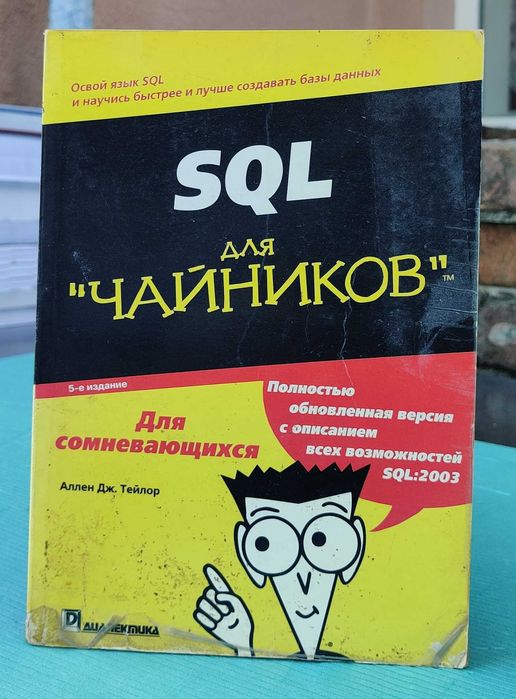 Освой язык SQL
и научись быстрее и лучше создавать базы данных
SQL
для
"ЧАЙНИКОВ"™
5-е издание
Полностью
обновленная версия
с описанием
всех возможностей
SQL:2003
Для
сомневающихся
Аллен Дж. Тейлор
Д ДИАЛЕКТИКА